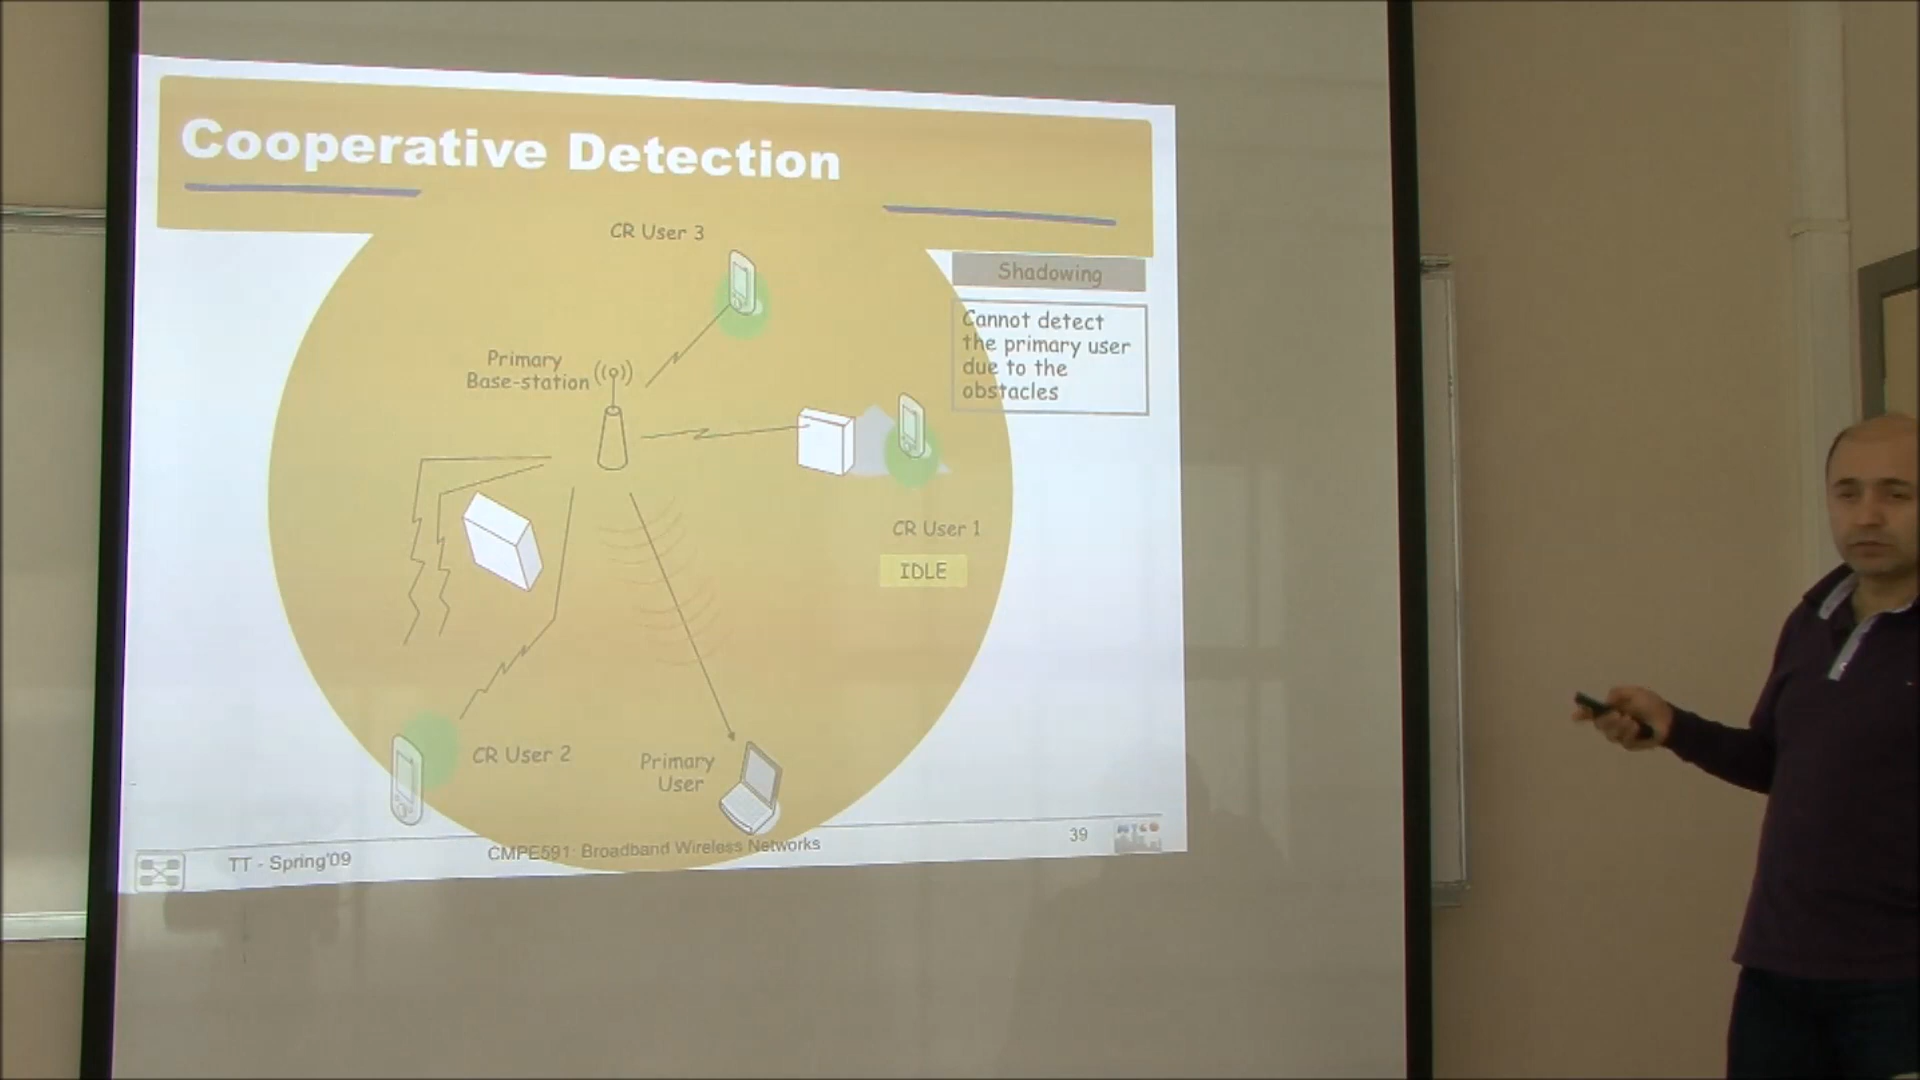 Cooperative Detection
CR User 3
Shadowing
Cannot detect
the primary user
due to the
obstacles
Primary
Base-station
CR User 1
IDLE
CR User 2
Primary
User
TT - Spring'09
CMPE591: Broadband Wireless Networks
39